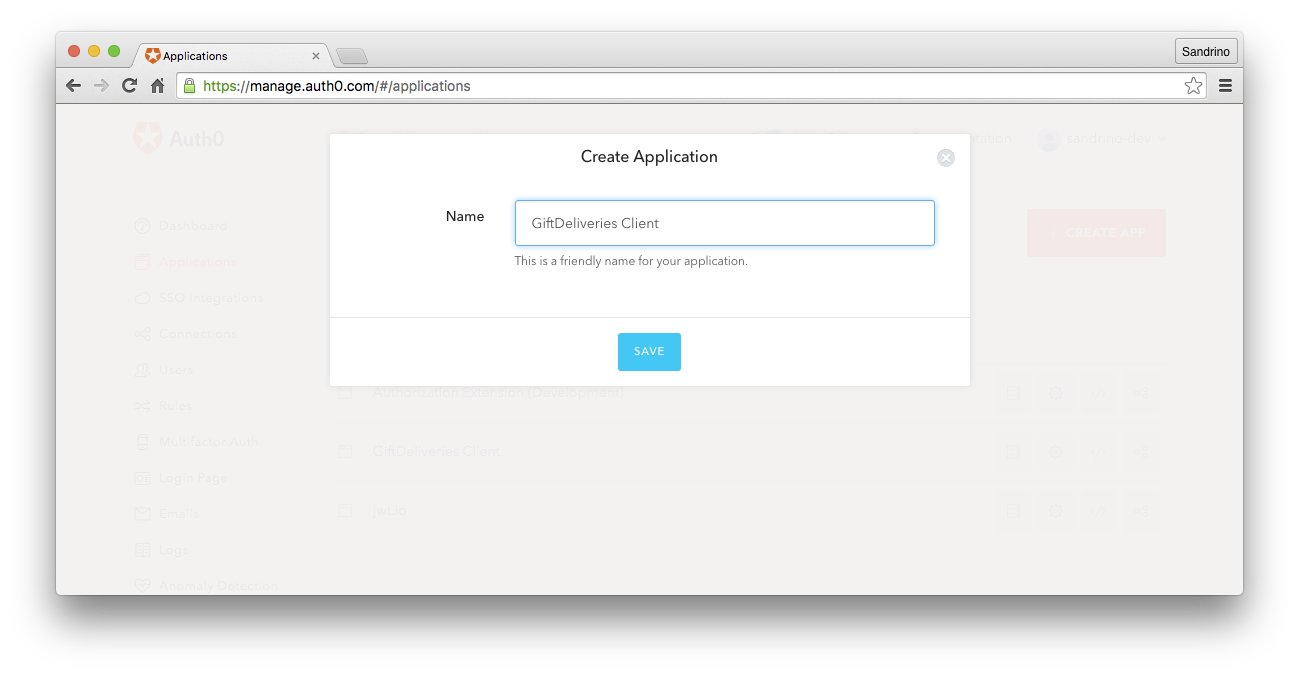 Applications
Sandrino
https://manage.auth0.com/#/applications
Auth0
sandrino-dev
Create Application
Name
GiftDeliveries Client
This is a friendly name for your application.
SAVE
CREATE APP
Dashboard
Applications
SSO Integrations
Connections
Users
Rules
Multifactor Auth
Login Page
Emails
Logs
Anomaly Detection
Authorization Extension (Development)
GiftDeliveries Client
jwt.io